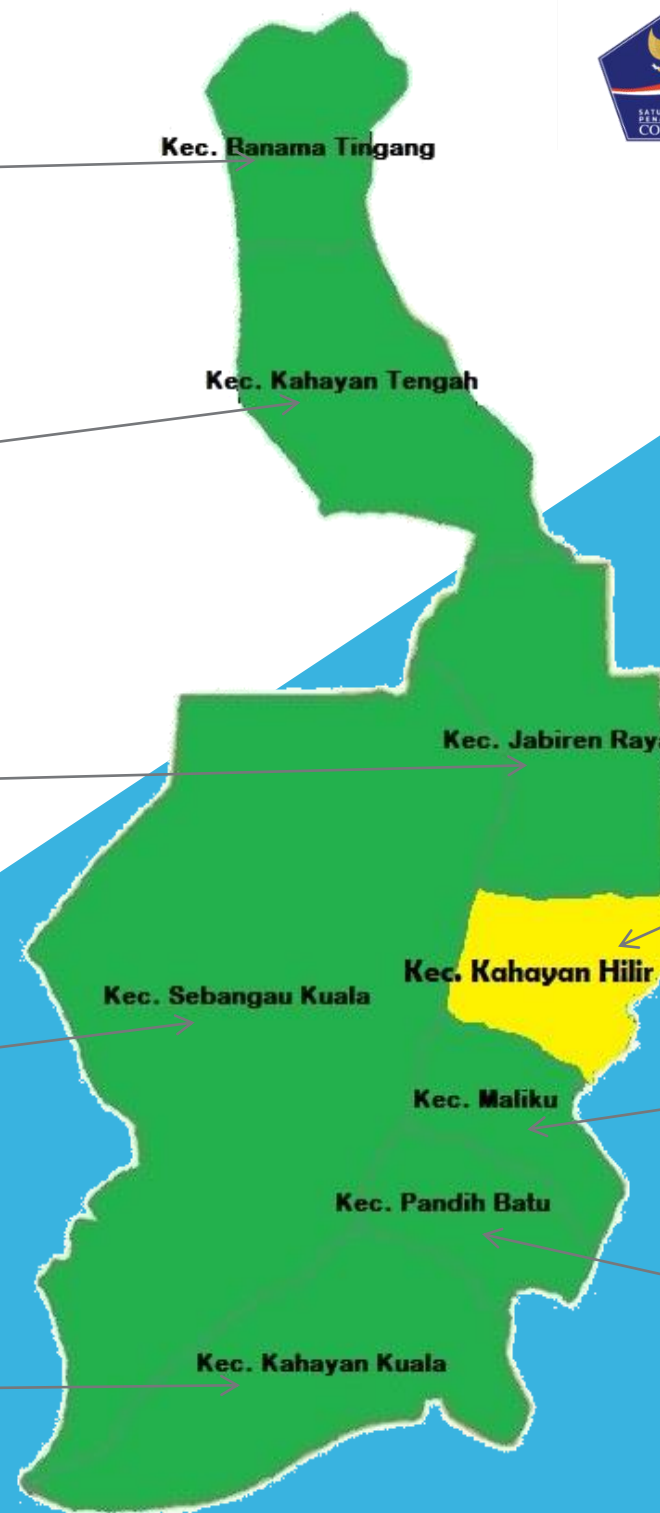 Kec. Banama Tingang
Kec. Kahayan Tengah
Kec. Jabiren Raya
Kec. Kahayan Hilir
Kec. Sebangau Kuala
Kec. Maliku
Kec. Pandih Batu
Kec. Kahayan Kuala